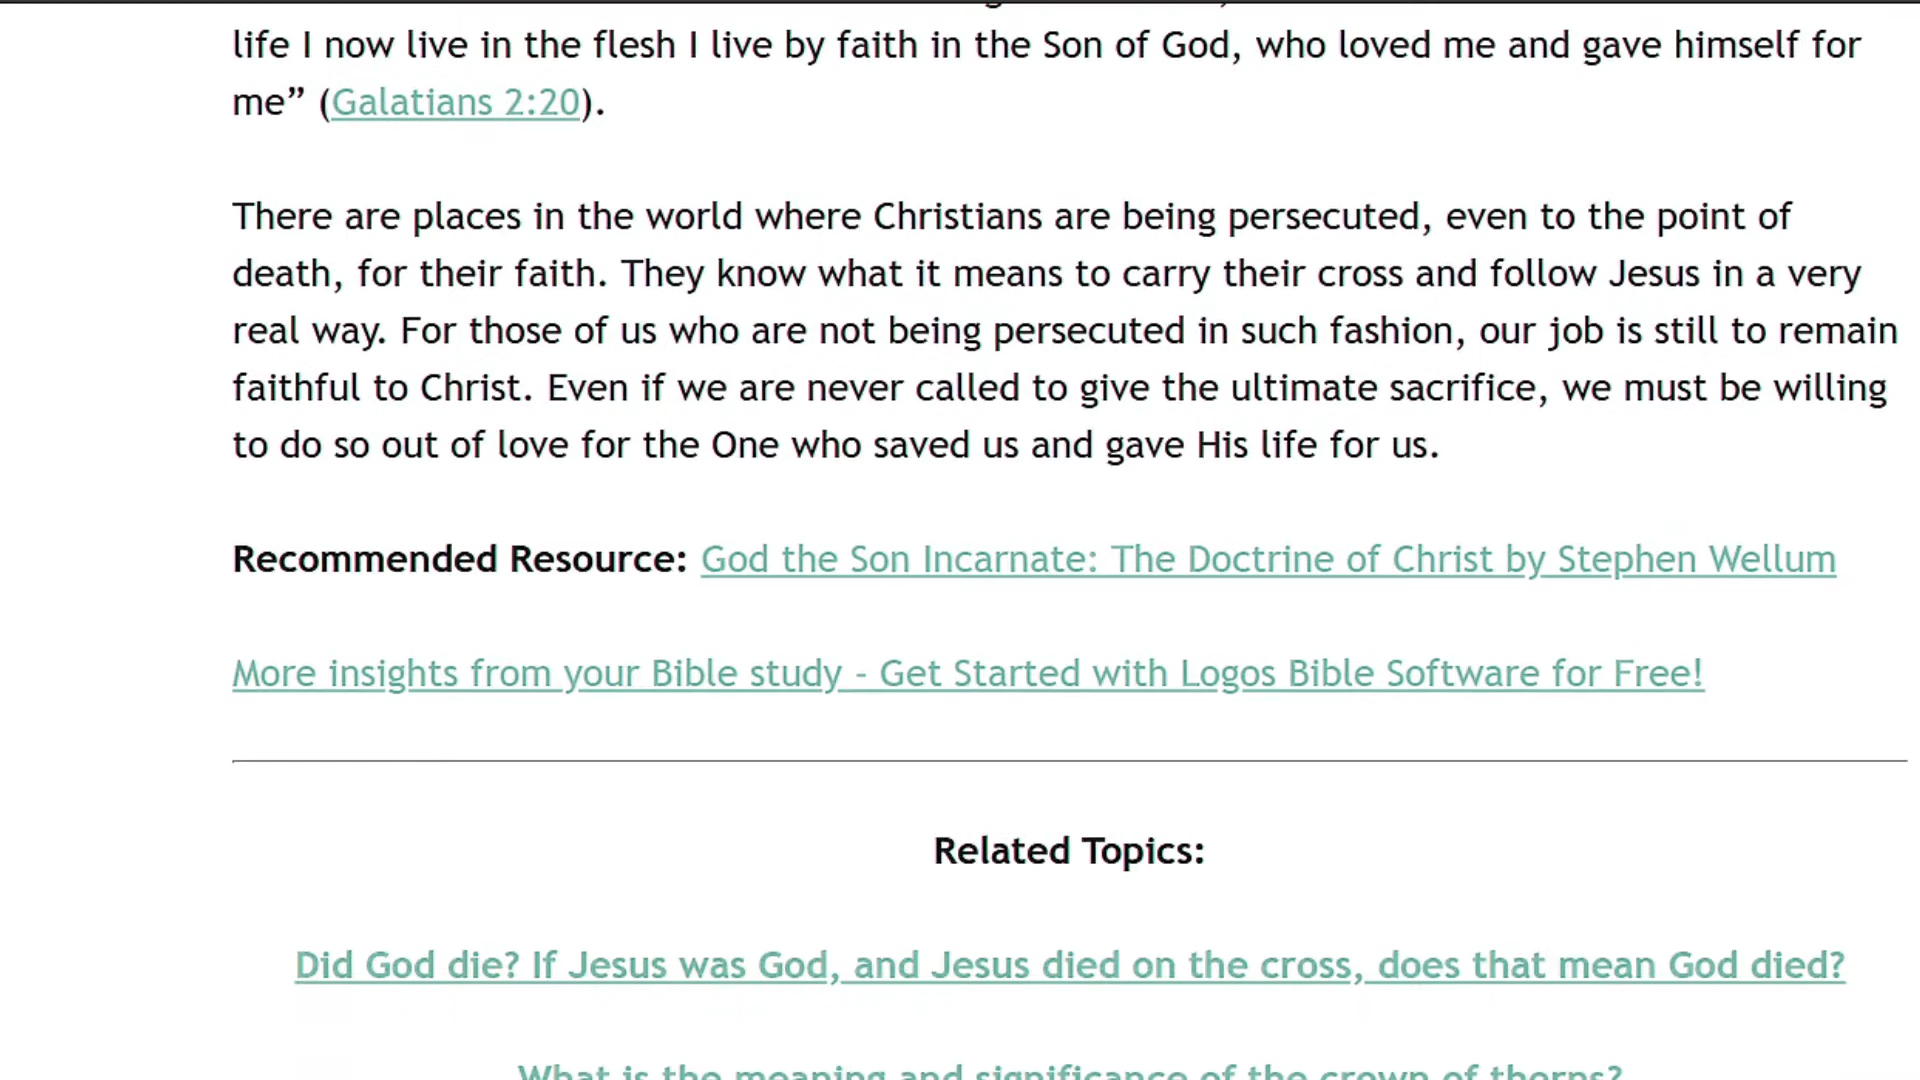 life I now live in the flesh I live by faith in the Son of God, who loved me and gave himself for
me” (Galatians 2:20).
There are places in the world where Christians are being persecuted, even to the point of
death, for their faith. They know what it means to carry their cross and follow Jesus in a very
real way. For those of us who are not being persecuted in such fashion, our job is still to remain
faithful to Christ. Even if we are never called to give the ultimate sacrifice, we must be willing
to do so out of love for the One who saved us and gave His life for us.
Recommended Resource: God the Son Incarnate: The Doctrine of Christ by Stephen Wellum
More insights from your Bible study - Get Started with Logos Bible Software for Free!
Related Topics:
Did God die? If Jesus was God, and Jesus died on the cross, does that mean God died?
What is the meaning and significance of the crown of thorns?